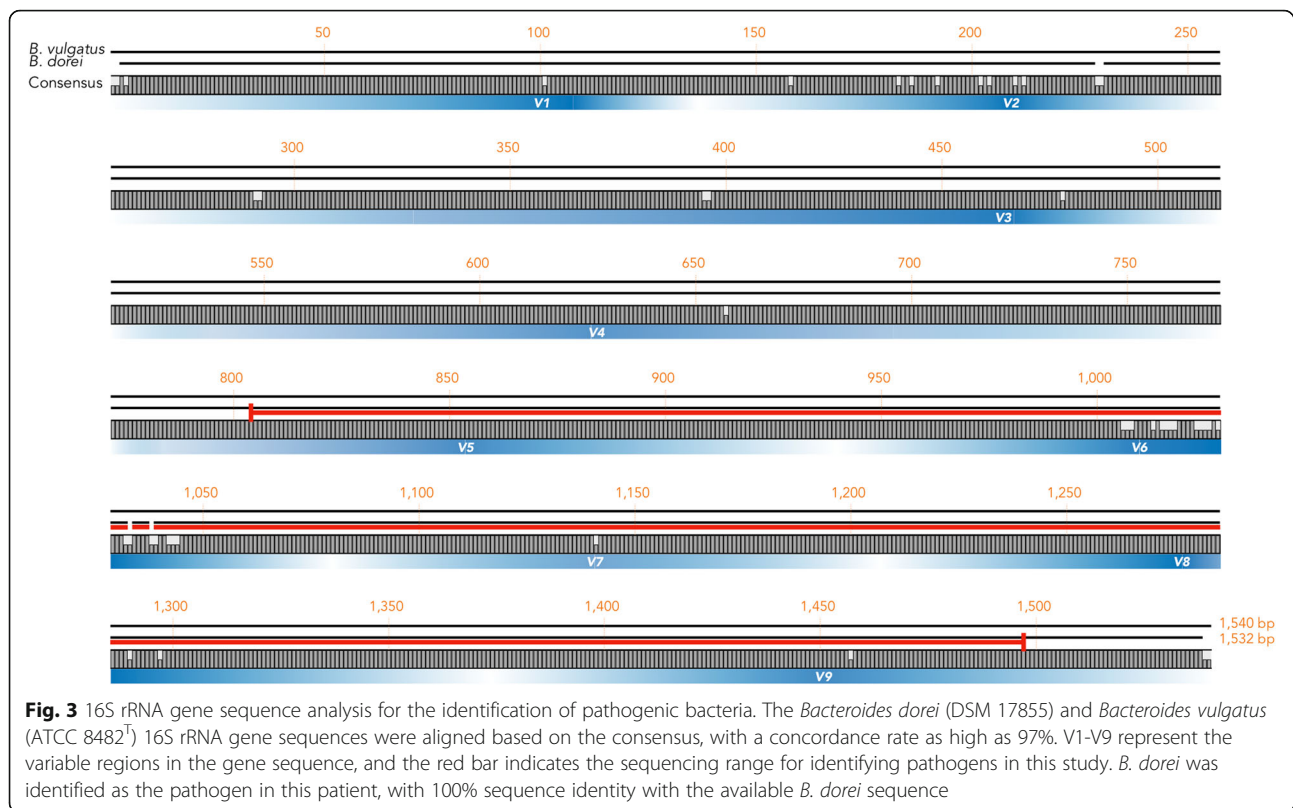 50 100 150 200 250
B. vulgatus
B. dorei
Consensus
V1 V2
300 350 400 450 500
V3
550 600 650 700 750
V4
800 850 900 950 1,000
V5 V6
1,050 1,100 1,150 1,200 1,250
V7 V8
1,300 1,350 1,400 1,450 1,500
1,540 bp
1,532 bp
V9
Fig. 3 16S rRNA gene sequence analysis for the identification of pathogenic bacteria. The Bacteroides dorei (DSM 17855) and Bacteroides vulgatus
(ATCC 8482ᵀ) 16S rRNA gene sequences were aligned based on the consensus, with a concordance rate as high as 97%. V1-V9 represent the
variable regions in the gene sequence, and the red bar indicates the sequencing range for identifying pathogens in this study. B. dorei was
identified as the pathogen in this patient, with 100% sequence identity with the available B. dorei sequence